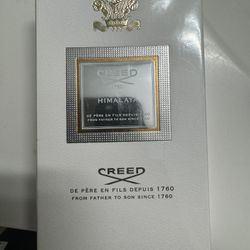 CREED
HIMALAYA
DE PÈRE EN FILS DEPUIS 1760
FROM FATHER TO SON SINCE 1760
CREED
DE PÈRE EN FILS DEPUIS 1760
FROM FATHER TO SON SINCE 1760